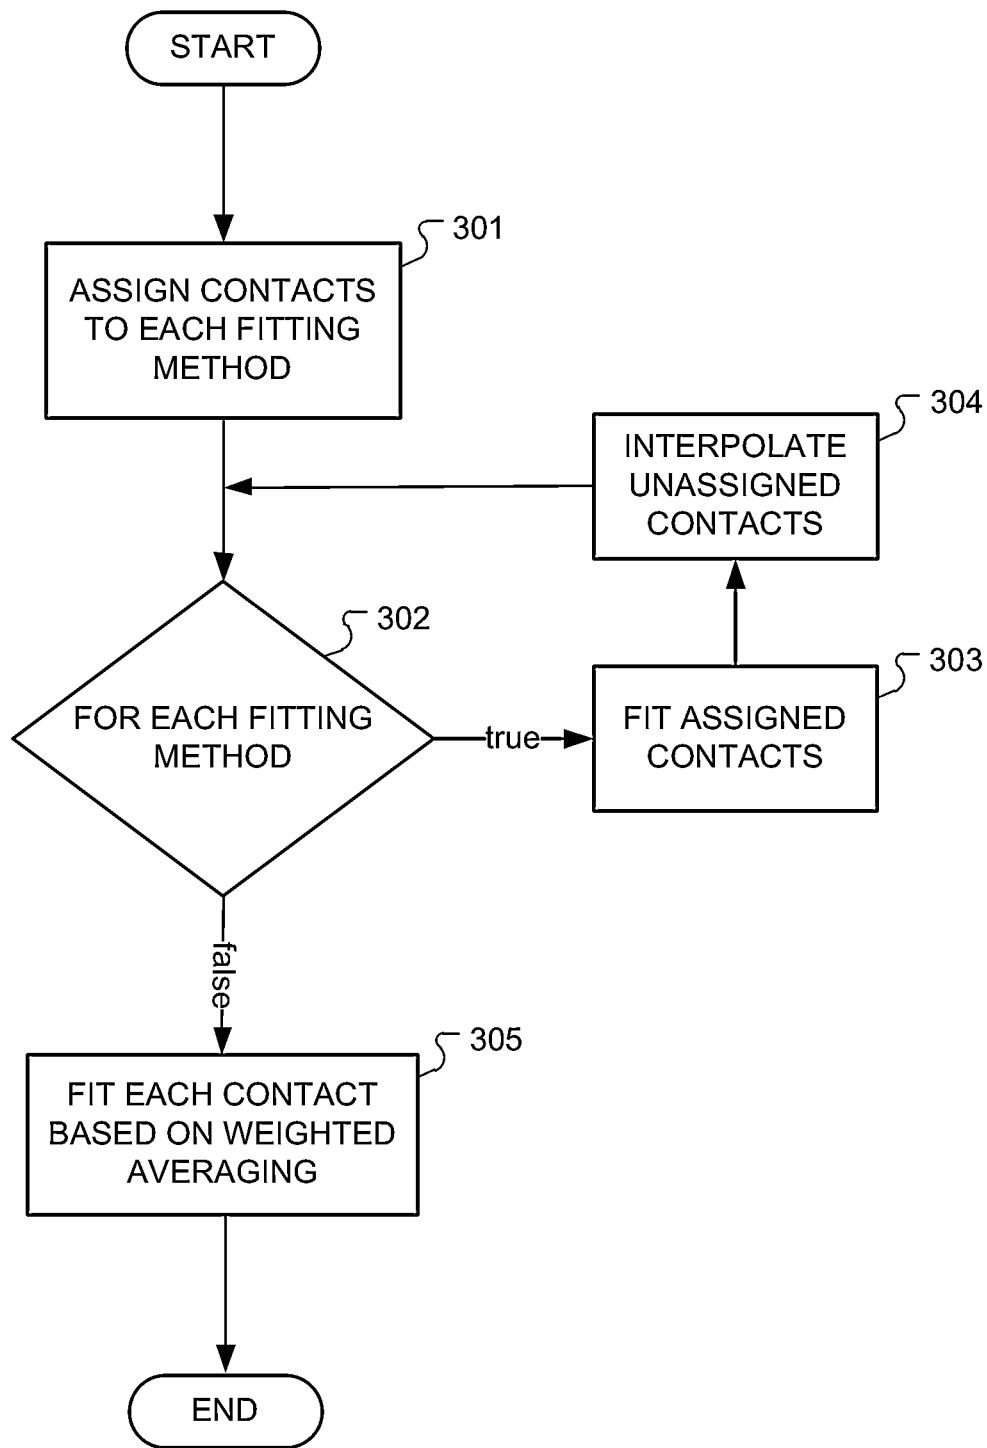 START
301
ASSIGN CONTACTS
TO EACH FITTING
METHOD
304
INTERPOLATE
UNASSIGNED
CONTACTS
302
FOR EACH FITTING
METHOD
true
303
FIT ASSIGNED
CONTACTS
false
305
FIT EACH CONTACT
BASED ON WEIGHTED
AVERAGING
END